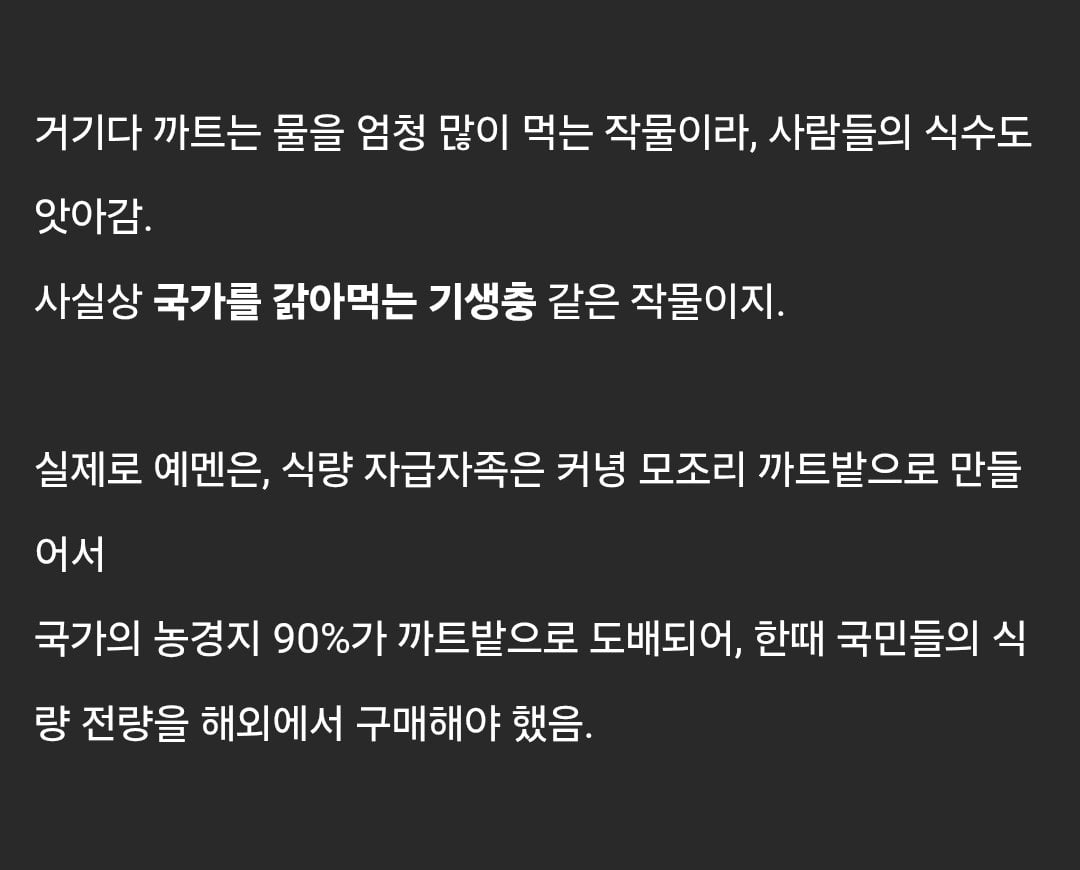 거기다 까트는 물을 엄청 많이 먹는 작물이라, 사람들의 식수도
앗아감.
사실상 국가를 갉아먹는 기생충 같은 작물이지.
실제로 예멘은, 식량 자급자족은 커녕 모조리 까트밭으로 만들
어서
국가의 농경지 90%가 까트밭으로 도배되어, 한때 국민들의 식
량 전량을 해외에서 구매해야 했음.